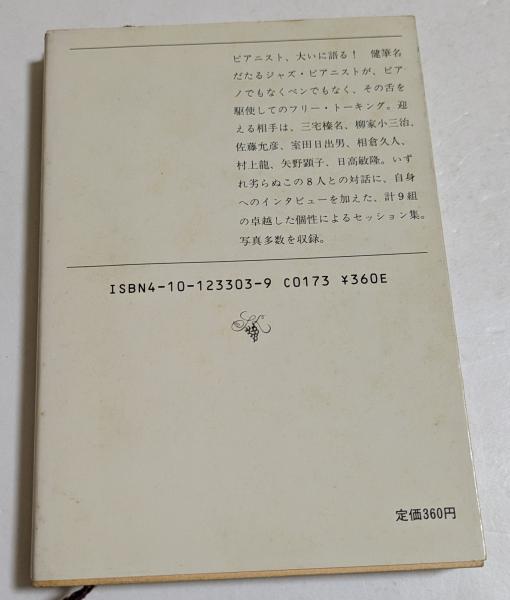 ピアニスト、大いに語る！　健筆名
だたるジャズ・ピアニストが、ピア
ノでもなくペンでもなく、その舌を
駆使してのフリー・トーキング。迎
える相手は、三宅榛名、柳家小三治、
佐藤允彦、室田日出男、相倉久人、
村上龍、矢野顕子、日高敏隆。いず
れ劣らぬこの８人との対話に、自身
へのインタビューを加えた、計９組
の卓越した個性によるセッション集。
写真多数を収録。
ISBN4-10-123303-9 C0173 ¥360E
定価360円